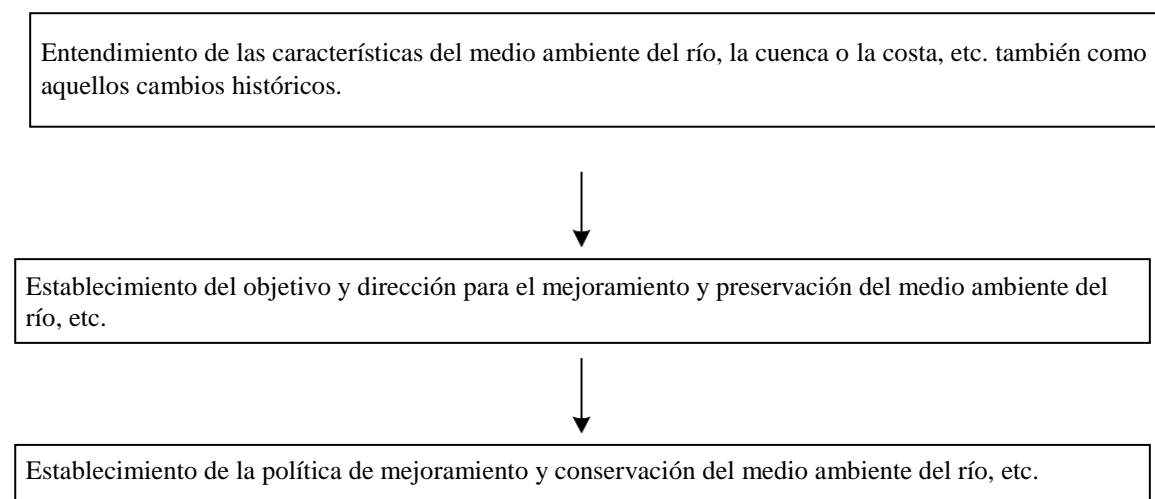 Entendimiento de las características del medio ambiente del río, la cuenca o la costa, etc. también como
aquellos cambios históricos.
Establecimiento del objetivo y dirección para el mejoramiento y preservación del medio ambiente del
río, etc.
Establecimiento de la política de mejoramiento y conservación del medio ambiente del río, etc.